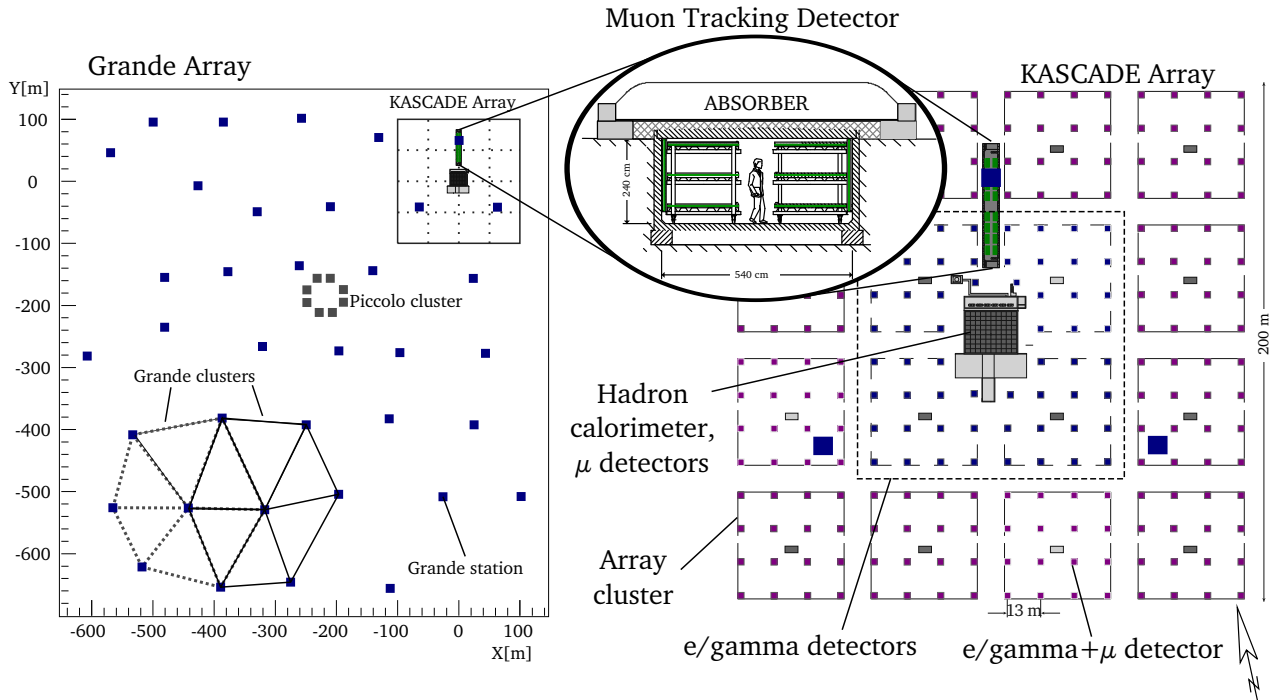 Muon Tracking Detector
Grande Array
KASCADE Array
Y[m]
KASCADE Array
ABSORBER
240 cm
540 cm
100
0
-100
-200
-300
-400
-500
-600
Piccolo cluster
Grande clusters
Grande station
-600
-500
-400
-300
-200
-100
0
100
X[m]
Hadron
calorimeter,
μ detectors
Array
cluster
200 m
13 m
e/gamma detectors
e/gamma+μ detector
N